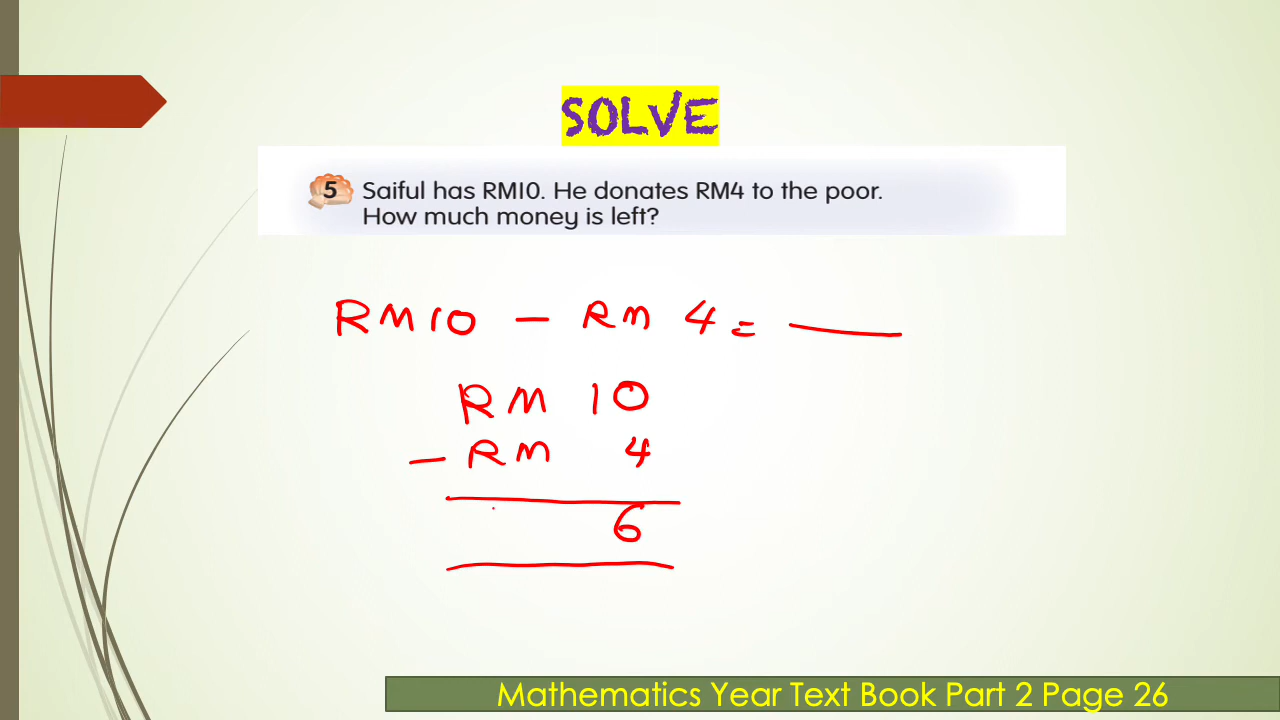 SOLVE
5 Saiful has RM10. He donates RM4 to the poor.
How much money is left?
RM10 - RM 4 = ____
RM 10
- RM 4
6
Mathematics Year Text Book Part 2 Page 26